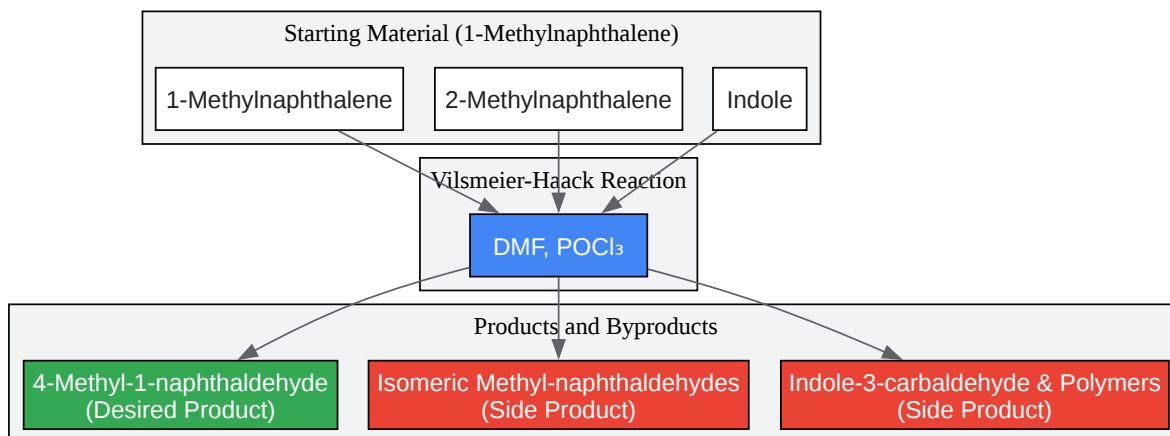 Starting Material (1-Methylnaphthalene)
1-Methylnaphthalene
2-Methylnaphthalene
Indole
Vilsmeier-Haack Reaction
DMF, POCl₃
Products and Byproducts
4-Methyl-1-naphthaldehyde
(Desired Product)
Isomeric Methyl-naphthaldehydes
(Side Product)
Indole-3-carbaldehyde & Polymers
(Side Product)